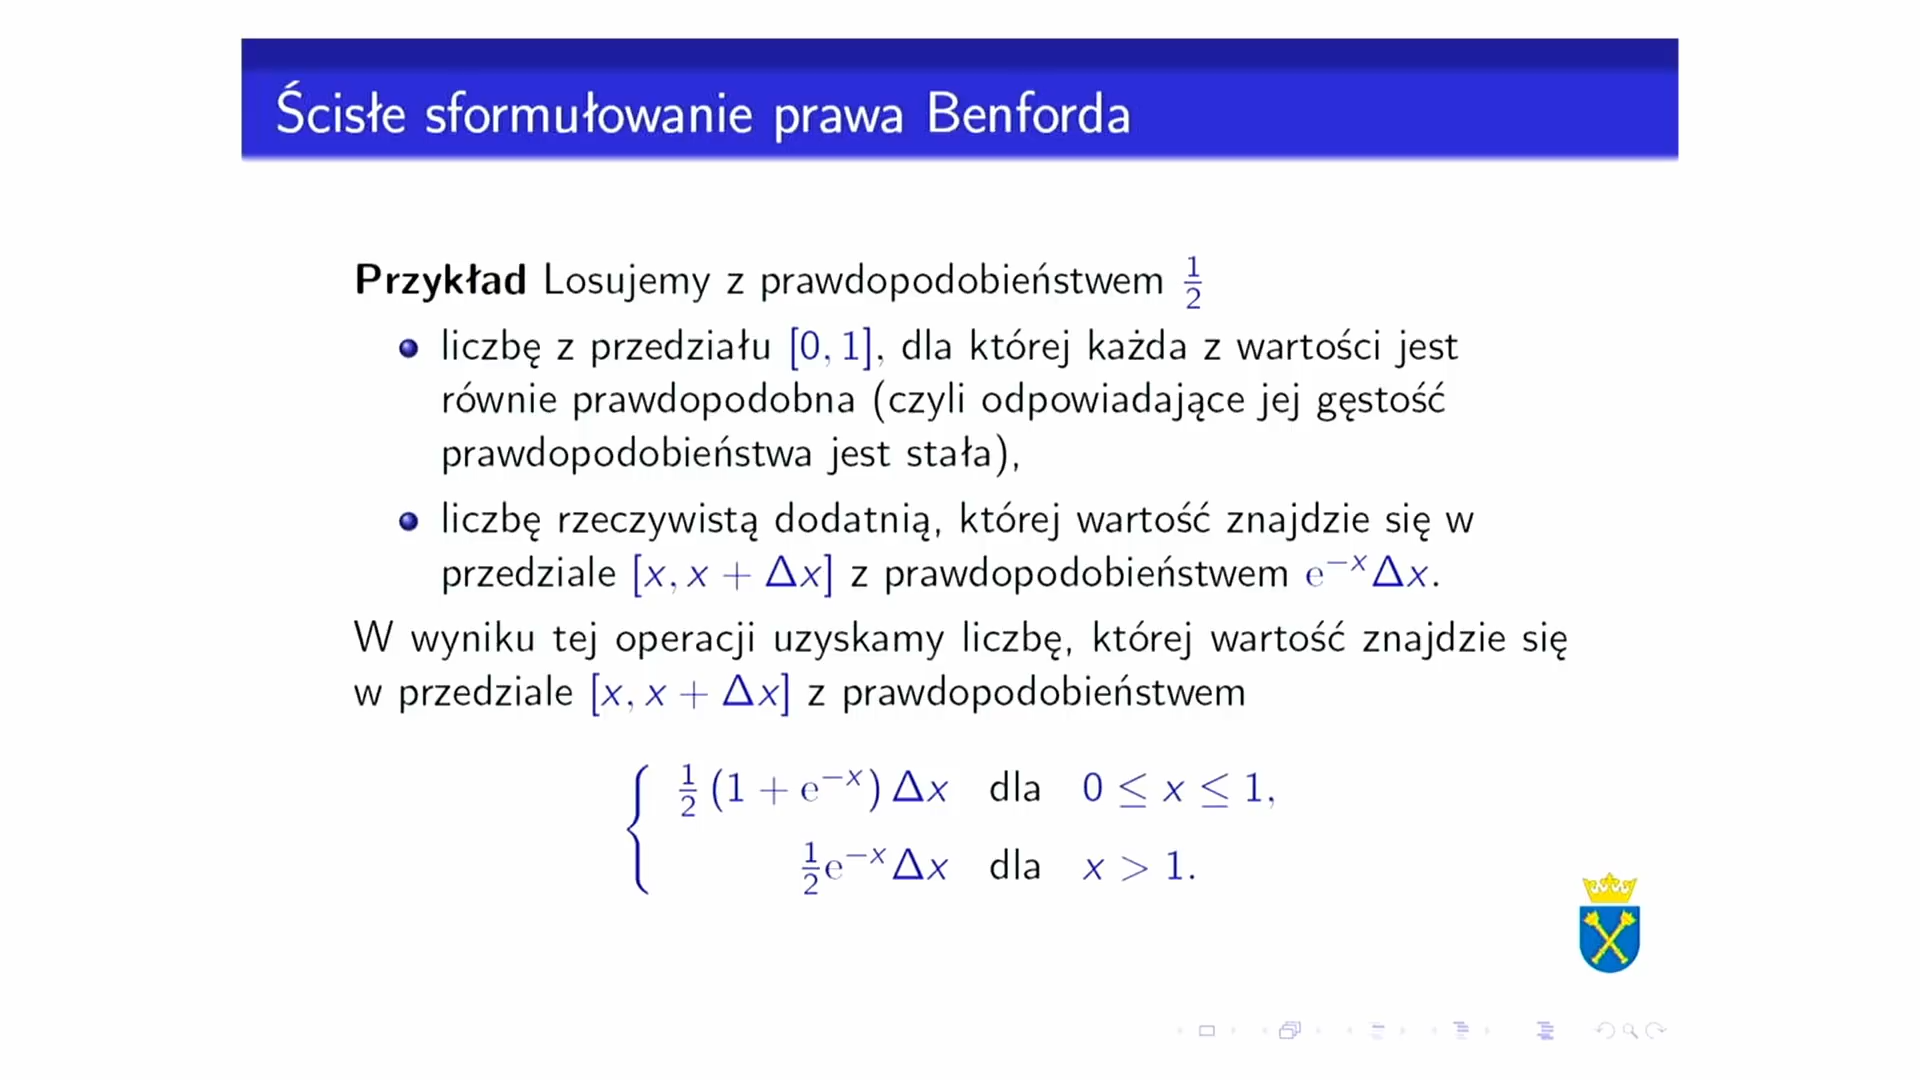 Ścisłe sformułowanie prawa Benforda
Przykład Losujemy z prawdopodobieństwem 1/2
liczbę z przedziału [0, 1], dla której każda z wartości jest
równie prawdopodobna (czyli odpowiadające jej gęstość
prawdopodobieństwa jest stała),
liczbę rzeczywistą dodatnią, której wartość znajdzie się w
przedziale [x, x + Δx] z prawdopodobieństwem e^{−x}Δx.
W wyniku tej operacji uzyskamy liczbę, której wartość znajdzie się
w przedziale [x, x + Δx] z prawdopodobieństwem
{ 1/2 (1 + e^{−x}) Δx dla 0 ≤ x ≤ 1,
1/2 e^{−x}Δx dla x > 1.